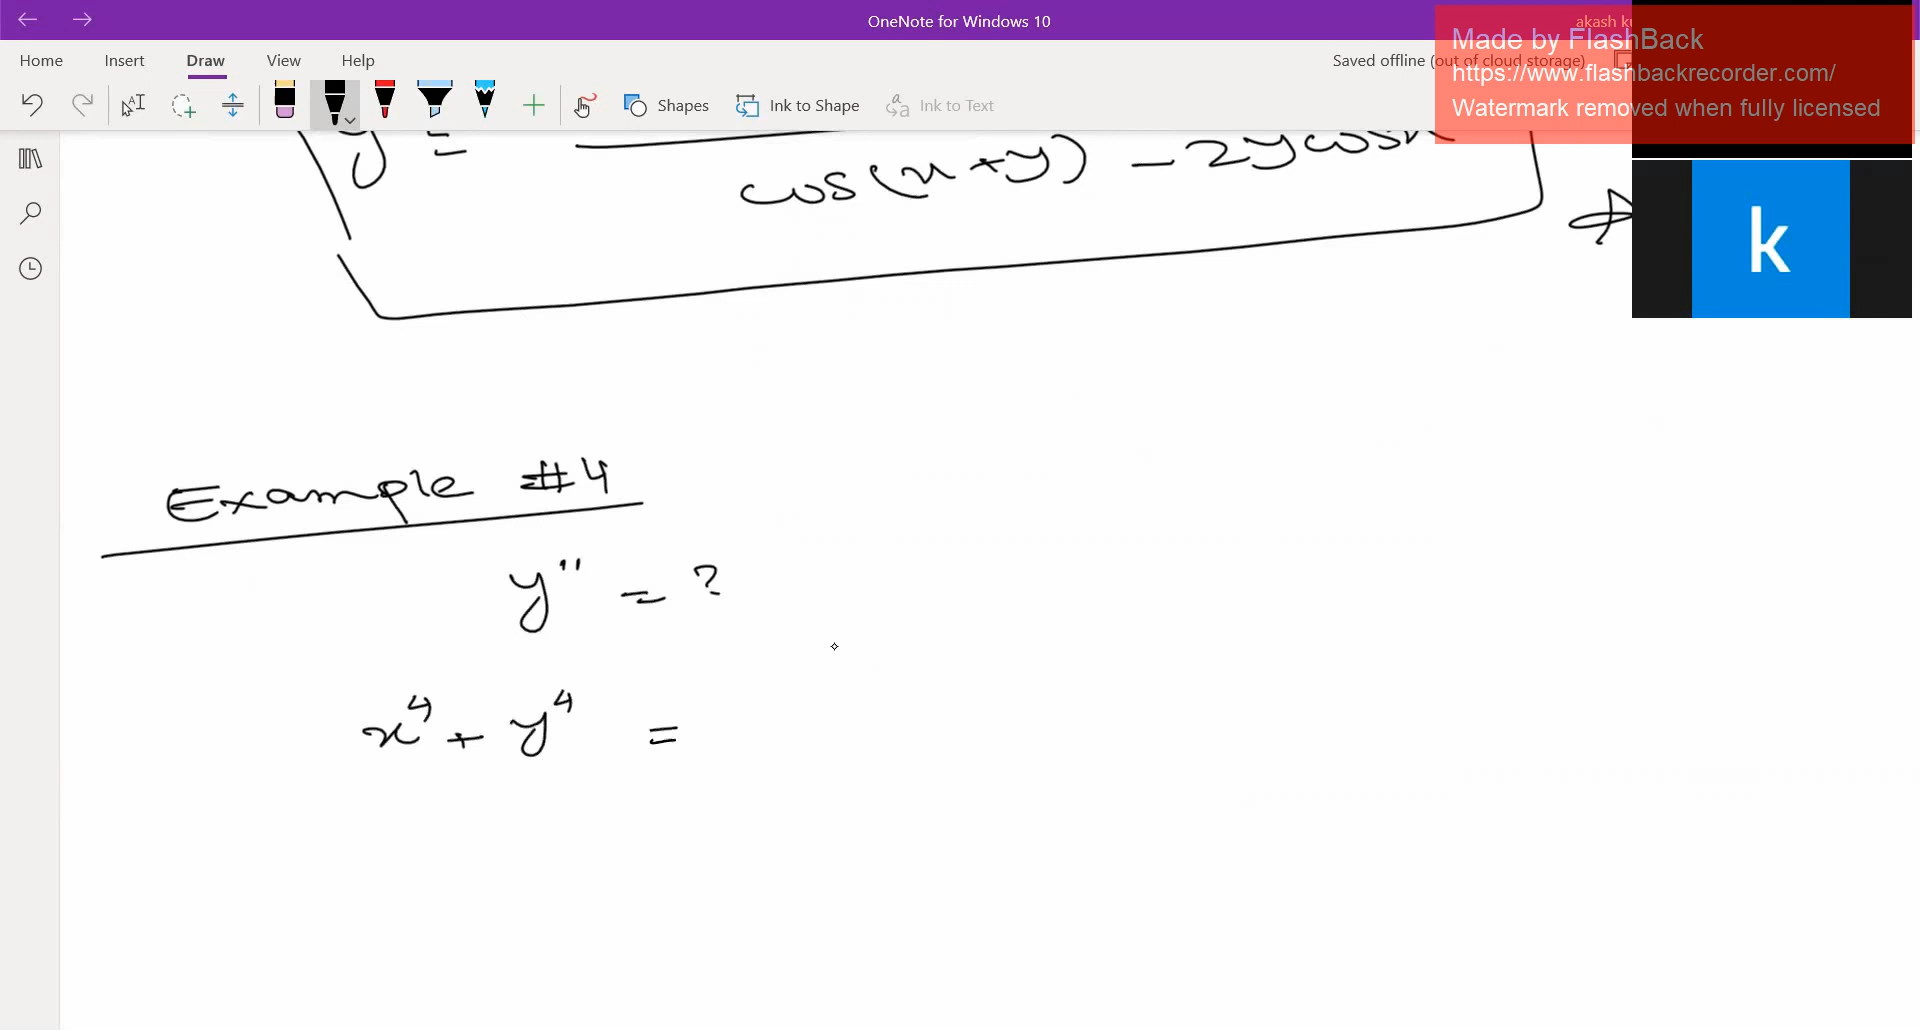 OneNote for Windows 10
akash
Made by FlashBack
Home Insert Draw View Help
Saved offline (out of cloud storage)
https://www.flashbackrecorder.com/
Shapes Ink to Shape Ink to Text
Watermark removed when fully licensed
y =
cos(x+y) - 2y cosx
k
Example #4
y'' = ?
x⁴ + y⁴ =